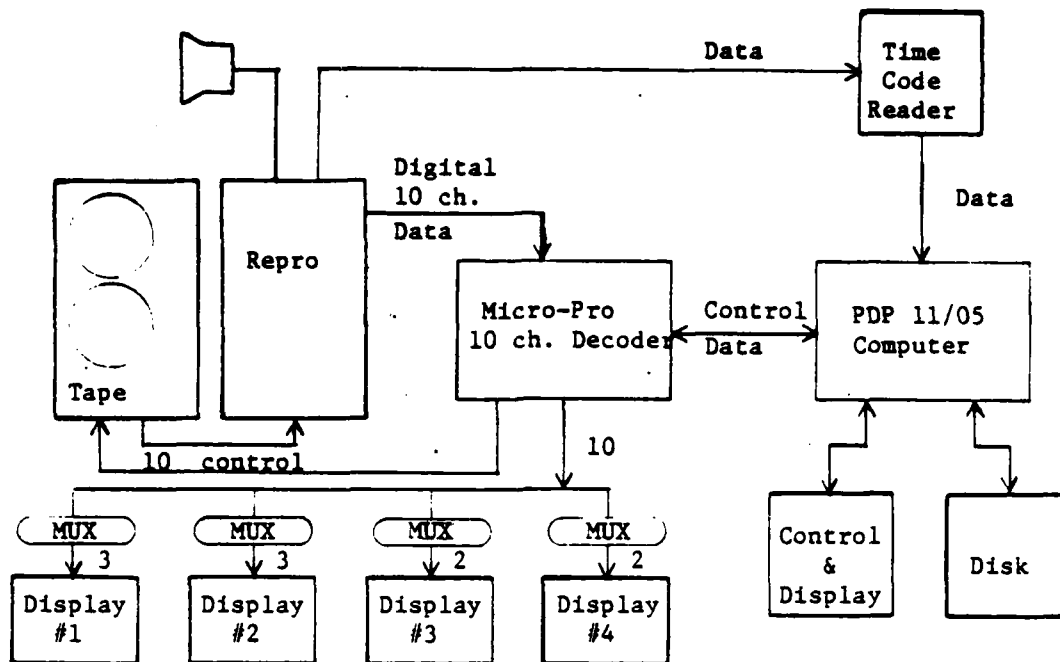 Data
Time
Code
Reader
Digital
10 ch.
Data
Data
Repro
Tape
Micro-Pro
10 ch. Decoder
Control
Data
PDP 11/05
Computer
10 control
10
MUX
MUX
MUX
MUX
3
3
2
2
Display
#1
Display
#2
Display
#3
Display
#4
Control
&
Display
Disk